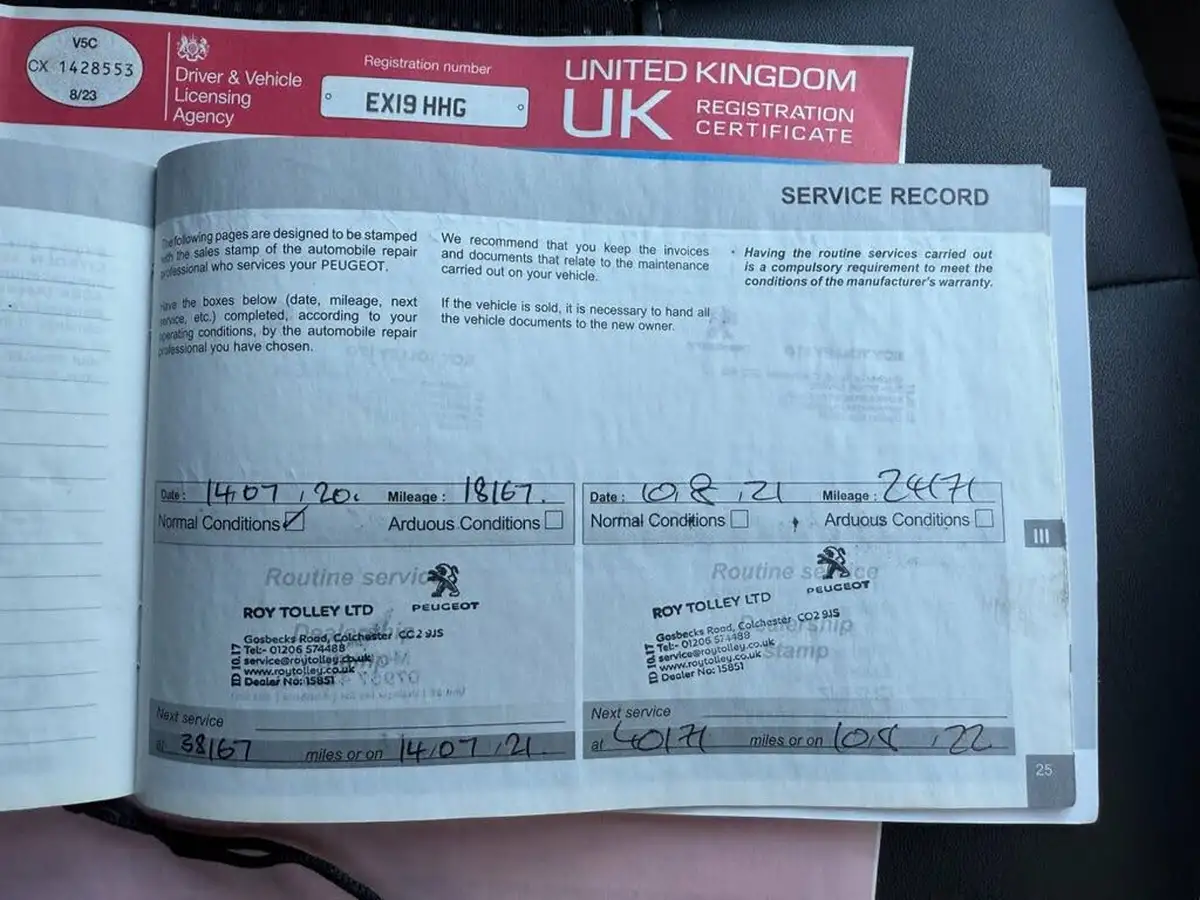 V5C
CX 1428553
8/23
Driver & Vehicle
Licensing
Agency
Registration number
EX19 HHG
UNITED KINGDOM
UK
REGISTRATION
CERTIFICATE
SERVICE RECORD
The following pages are designed to be stamped
with the sales stamp of the automobile repair
professional who services your PEUGEOT.
Have the boxes below (date, mileage, next
service, etc.) completed, according to your
operating conditions, by the automobile repair
professional you have chosen.
We recommend that you keep the invoices
and documents that relate to the maintenance
carried out on your vehicle.
If the vehicle is sold, it is necessary to hand all
the vehicle documents to the new owner.
• Having the routine services carried out
is a compulsory requirement to meet the
conditions of the manufacturer's warranty.
Date : 14.07.20. Mileage : 18167.
Normal Conditions Arduous Conditions
Routine service
PEUGEOT
ROY TOLLEY LTD
Gosbecks Road, Colchester CO2 9JS
Tel:- 01206 574488
service@roytolley.co.uk
www.roytolley.co.uk
Dealer No: 15851
ID 10.17
Next service
at 38167 miles or on 14.07.21.
Date : 10.8.21 Mileage : 24171
Normal Conditions Arduous Conditions
Routine service
PEUGEOT
ROY TOLLEY LTD
Gosbecks Road, Colchester CO2 9JS
Tel:- 01206 574488
service@roytolley.co.uk
www.roytolley.co.uk
Dealer No: 15851
ID 10.17
Dealership
Stamp
Next service
at 40171 miles or on 10.8.22
III
25